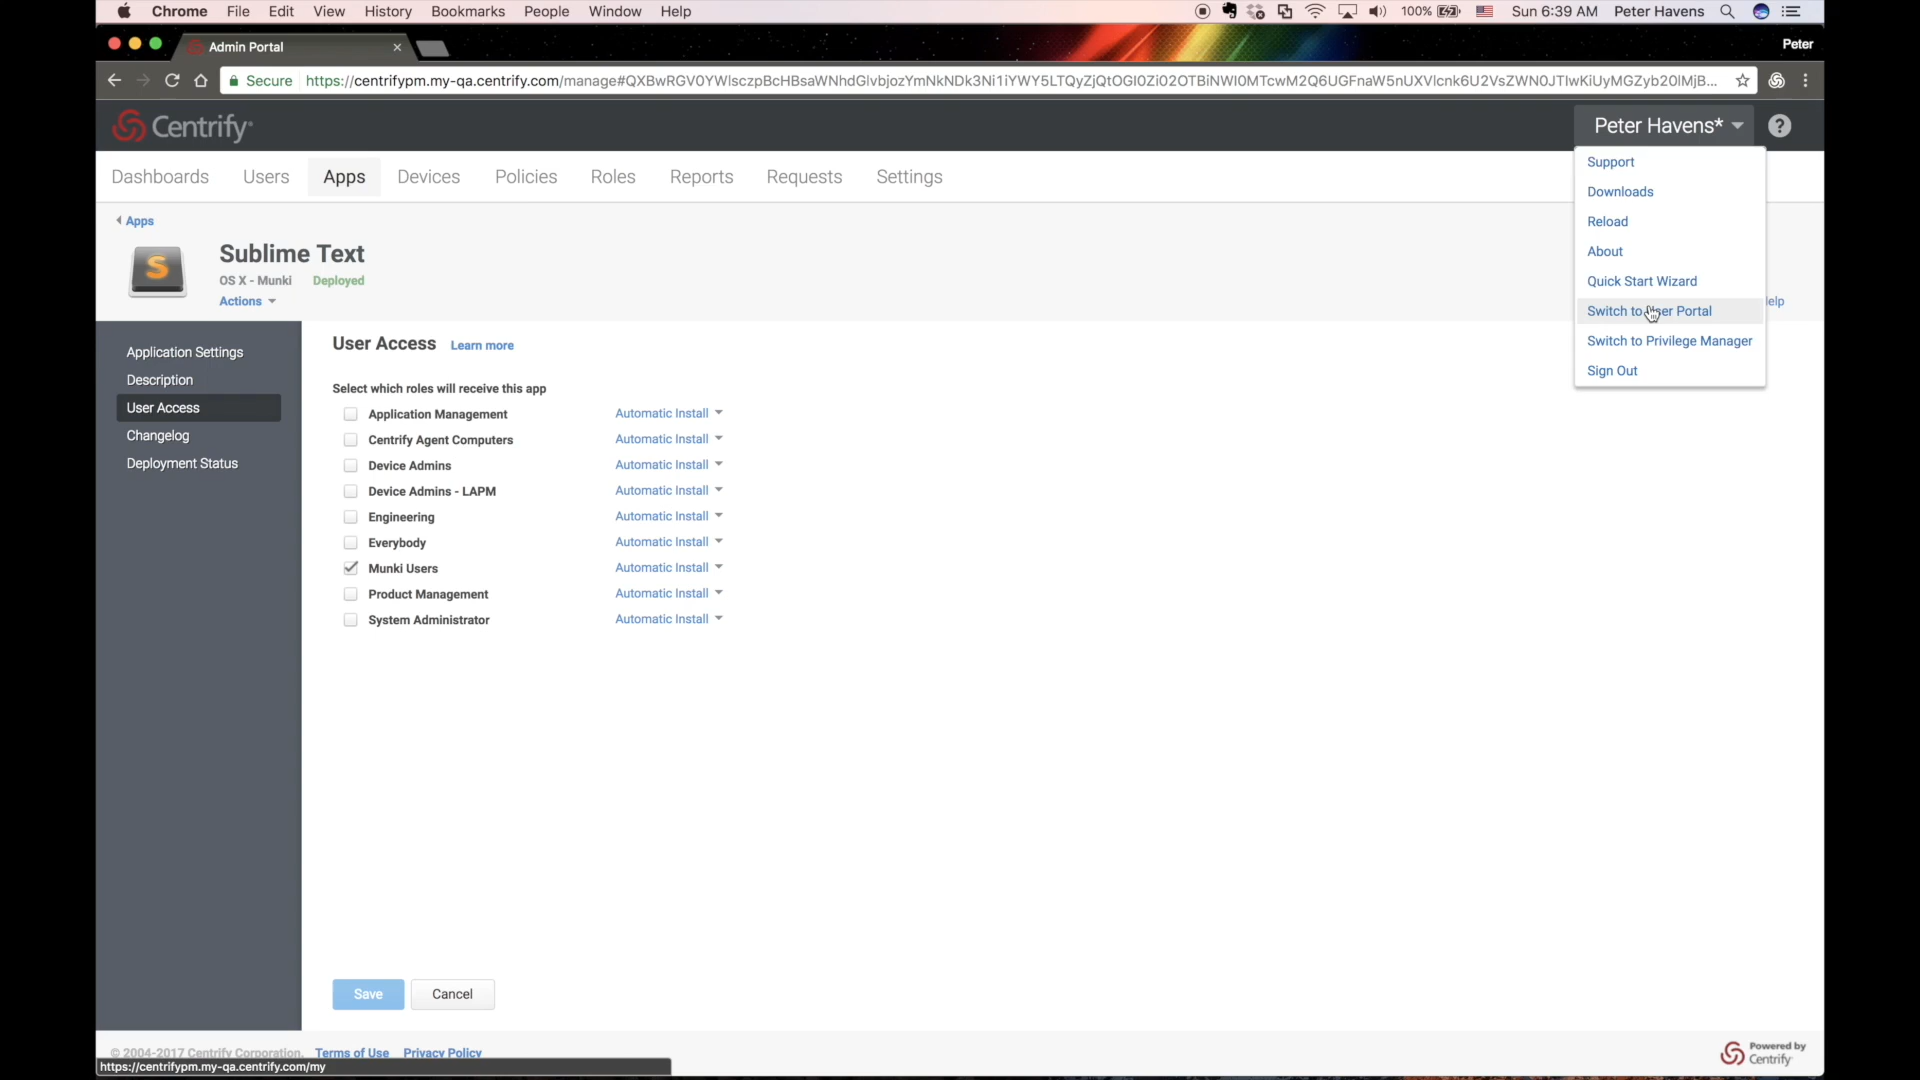 Chrome File Edit View History Bookmarks People Window Help 100% Sun 6:39 AM Peter Havens
Admin Portal Peter
Secure https://centrifypm.my-qa.centrify.com/manage#
Centrify Peter Havens* ?
Dashboards Users Apps Devices Policies Roles Reports Requests Settings
Support
Downloads
Reload
About
Quick Start Wizard
Switch to User Portal
Switch to Privilege Manager
Sign Out
Apps
Sublime Text
OS X - Munki Deployed
Actions
Application Settings
Description
User Access
Changelog
Deployment Status
User Access Learn more
Select which roles will receive this app
Application Management Automatic Install
Centrify Agent Computers Automatic Install
Device Admins Automatic Install
Device Admins - LAPM Automatic Install
Engineering Automatic Install
Everybody Automatic Install
Munki Users Automatic Install
Product Management Automatic Install
System Administrator Automatic Install
Save Cancel
© 2004-2017 Centrify Corporation. Terms of Use Privacy Policy
https://centrifypm.my-qa.centrify.com/my
Powered by
Centrify